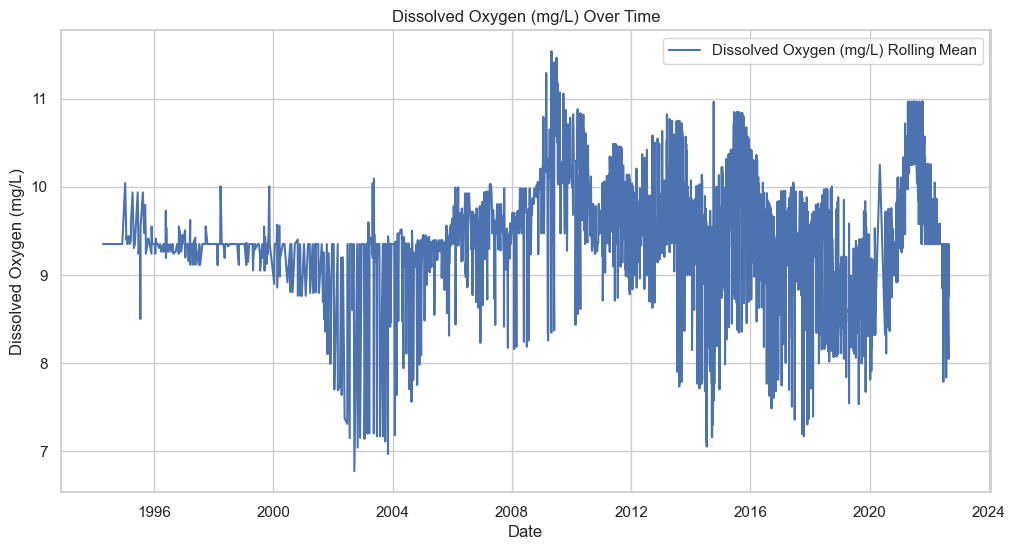 Dissolved Oxygen (mg/L) Over Time
Dissolved Oxygen (mg/L) Rolling Mean
Dissolved Oxygen (mg/L)
11
10
9
8
7
1996 2000 2004 2008 2012 2016 2020 2024
Date